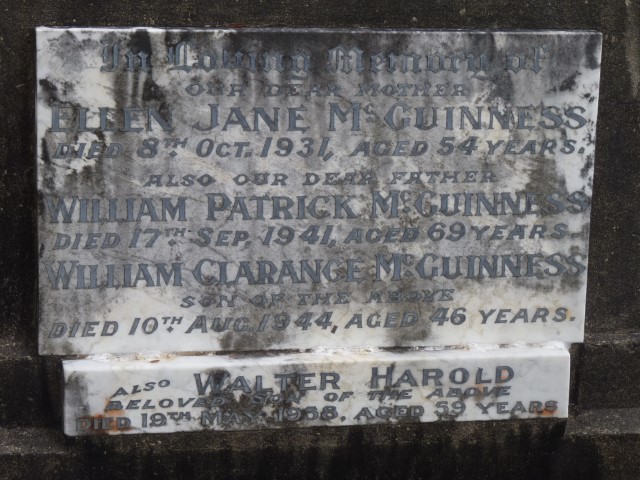 In Loving Memory of
OUR DEAR MOTHER
ELLEN JANE McGUINNESS
DIED 8TH OCT. 1931, AGED 54 YEARS.
ALSO OUR DEAR FATHER
WILLIAM PATRICK McGUINNESS
DIED 17TH SEP. 1941, AGED 69 YEARS.
WILLIAM CLARANCE McGUINNESS
SON OF THE ABOVE
DIED 10TH AUG. 1944, AGED 46 YEARS.
ALSO WALTER HAROLD
BELOVED SON OF THE ABOVE
DIED 19TH MAY. 1958. AGED 59 YEARS